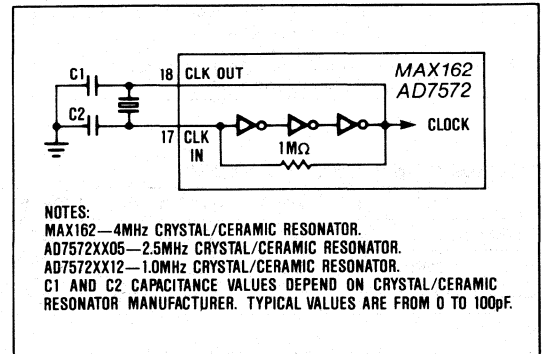 C1
18 CLK OUT
MAX162
AD7572
C2
17 CLK
IN
1MΩ
CLOCK
NOTES:
MAX162—4MHz CRYSTAL/CERAMIC RESONATOR.
AD7572XX05—2.5MHz CRYSTAL/CERAMIC RESONATOR.
AD7572XX12—1.0MHz CRYSTAL/CERAMIC RESONATOR.
C1 AND C2 CAPACITANCE VALUES DEPEND ON CRYSTAL/CERAMIC
RESONATOR MANUFACTURER. TYPICAL VALUES ARE FROM 0 TO 100pF.